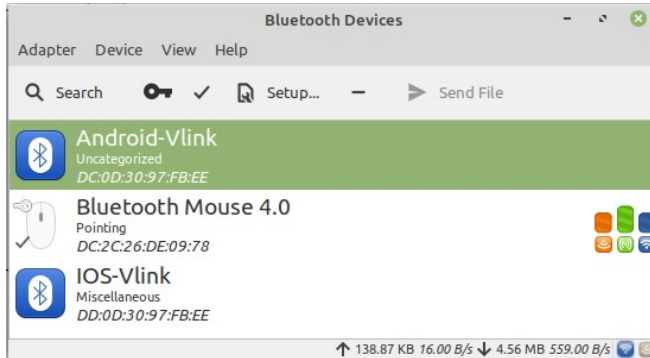 Bluetooth Devices
Adapter Device View Help
Search Setup... Send File
Android-Vlink
Uncategorized
DC:0D:30:97:FB:EE
Bluetooth Mouse 4.0
Pointing
DC:2C:26:DE:09:78
IOS-Vlink
Miscellaneous
DD:0D:30:97:FB:EE
138.87 KB 16.00 B/s 4.56 MB 559.00 B/s